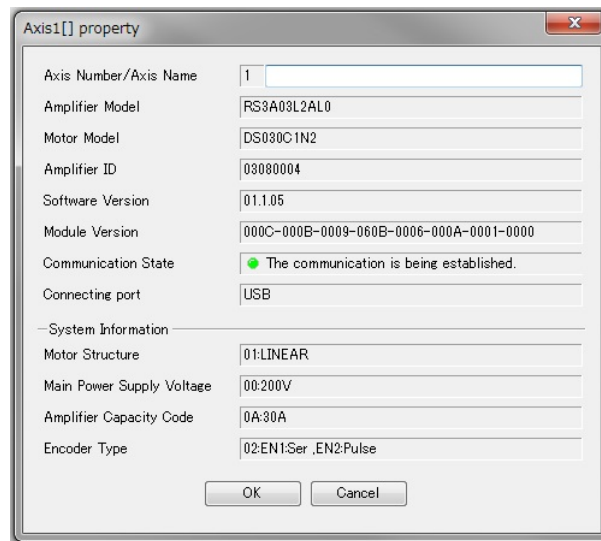 Axis1[] property
Axis Number/Axis Name 1
Amplifier Model RS3A03L2AL0
Motor Model DS030C1N2
Amplifier ID 03080004
Software Version 01.1.05
Module Version 000C-000B-0009-060B-0006-000A-0001-0000
Communication State The communication is being established.
Connecting port USB
System Information
Motor Structure 01:LINEAR
Main Power Supply Voltage 00:200V
Amplifier Capacity Code 0A:30A
Encoder Type 02:EN1:Ser ,EN2:Pulse
OK Cancel